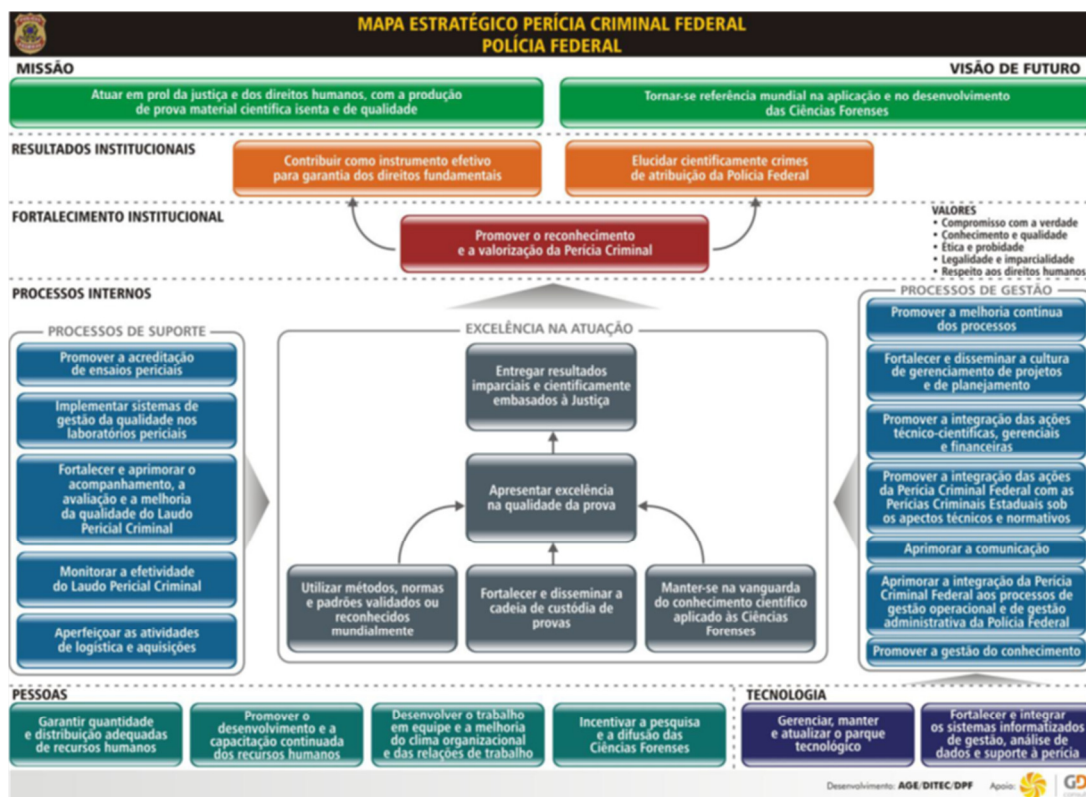 MAPA ESTRATÉGICO PERÍCIA CRIMINAL FEDERAL
POLÍCIA FEDERAL
MISSÃO
VISÃO DE FUTURO
Atuar em prol da justiça e dos direitos humanos, com a produção
de prova material científica isenta e de qualidade
Tornar-se referência mundial na aplicação e no desenvolvimento
das Ciências Forenses
RESULTADOS INSTITUCIONAIS
Contribuir como instrumento efetivo
para garantia dos direitos fundamentais
Elucidar cientificamente crimes
de atribuição da Polícia Federal
FORTALECIMENTO INSTITUCIONAL
Promover o reconhecimento
e a valorização da Perícia Criminal
VALORES
• Compromisso com a verdade
• Conhecimento e qualidade
• Ética e probidade
• Legalidade e imparcialidade
• Respeito aos direitos humanos
PROCESSOS INTERNOS
PROCESSOS DE SUPORTE
Promover a acreditação
de ensaios periciais
Implementar sistemas de
gestão da qualidade nos
laboratórios periciais
Fortalecer e aprimorar o
acompanhamento, a
avaliação e a melhoria
da qualidade do Laudo
Pericial Criminal
Monitorar a efetividade
do Laudo Pericial Criminal
Aperfeiçoar as atividades
de logística e aquisições
EXCELÊNCIA NA ATUAÇÃO
Entregar resultados
imparciais e cientificamente
embasados à Justiça
Apresentar excelência
na qualidade da prova
Utilizar métodos, normas
e padrões validados ou
reconhecidos
mundialmente
Fortalecer e disseminar a
cadeia de custódia de
provas
Manter-se na vanguarda
do conhecimento científico
aplicado às Ciências
Forenses
PROCESSOS DE GESTÃO
Promover a melhoria contínua
dos processos
Fortalecer e disseminar a cultura
de gerenciamento de projetos
e de planejamento
Promover a integração das ações
técnico-científicas, gerenciais
e financeiras
Promover a integração das ações
da Perícia Criminal Federal com as
Perícias Criminais Estaduais sob
os apectos técnicos e normativos
Aprimorar a comunicação
Aprimorar a integração da Perícia
Criminal Federal aos processos de
gestão operacional e de gestão
administrativa da Polícia Federal
Promover a gestão do conhecimento
PESSOAS
Garantir quantidade
e distribuição adequadas
de recursos humanos
Promover o
desenvolvimento e a
capacitação continuada
dos recursos humanos
Desenvolver o trabalho
em equipe e a melhoria
do clima organizacional
e das relações de trabalho
Incentivar a pesquisa
e a difusão das
Ciências Forenses
TECNOLOGIA
Gerenciar, manter
e atualizar o parque
tecnológico
Fortalecer e integrar
os sistemas informatizados
de gestão, análise de
dados e suporte à perícia
Desenvolvimento: AGE/DITEC/DPF Apoio: